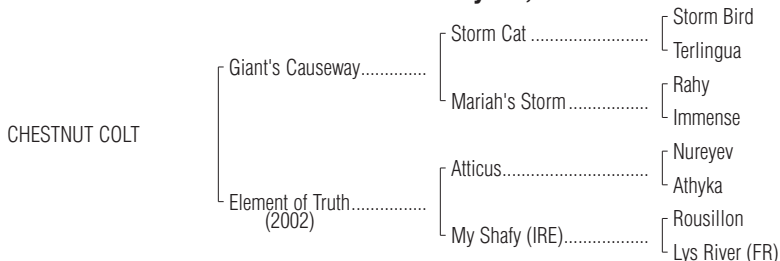 Storm Bird
Storm Cat ..........................
Terlingua
Giant's Causeway..............
Rahy
Mariah's Storm .................
Immense
CHESTNUT COLT
Nureyev
Atticus................................
Athyka
Element of Truth................
(2002)
Rousillon
My Shafy (IRE)..................
Lys River (FR)